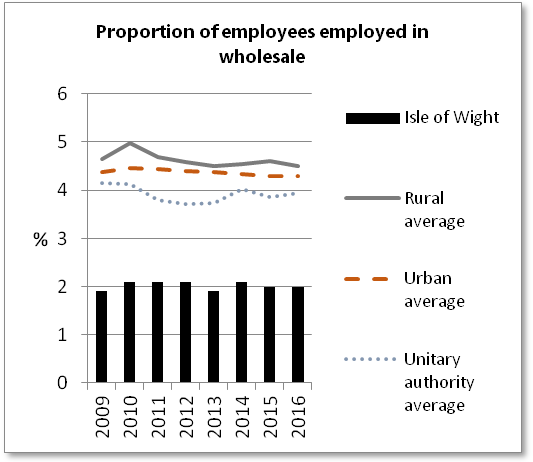 Proportion of employees employed in
wholesale
6
5
4
3
2
1
0
%
2009
2010
2011
2012
2013
2014
2015
2016
Isle of Wight
Rural
average
Urban
average
Unitary
authority
average